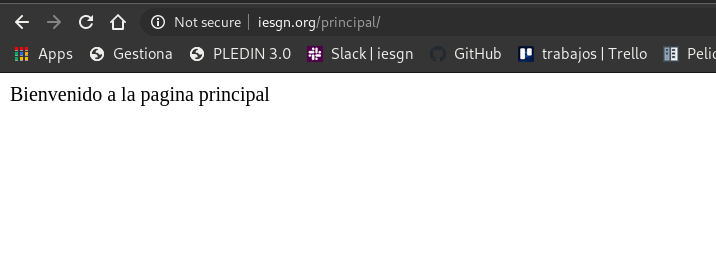 Not secure | iesgn.org/principal/
Apps Gestiona PLEDIN 3.0 Slack | iesgn GitHub trabajos | Trello Pelic
Bienvenido a la pagina principal